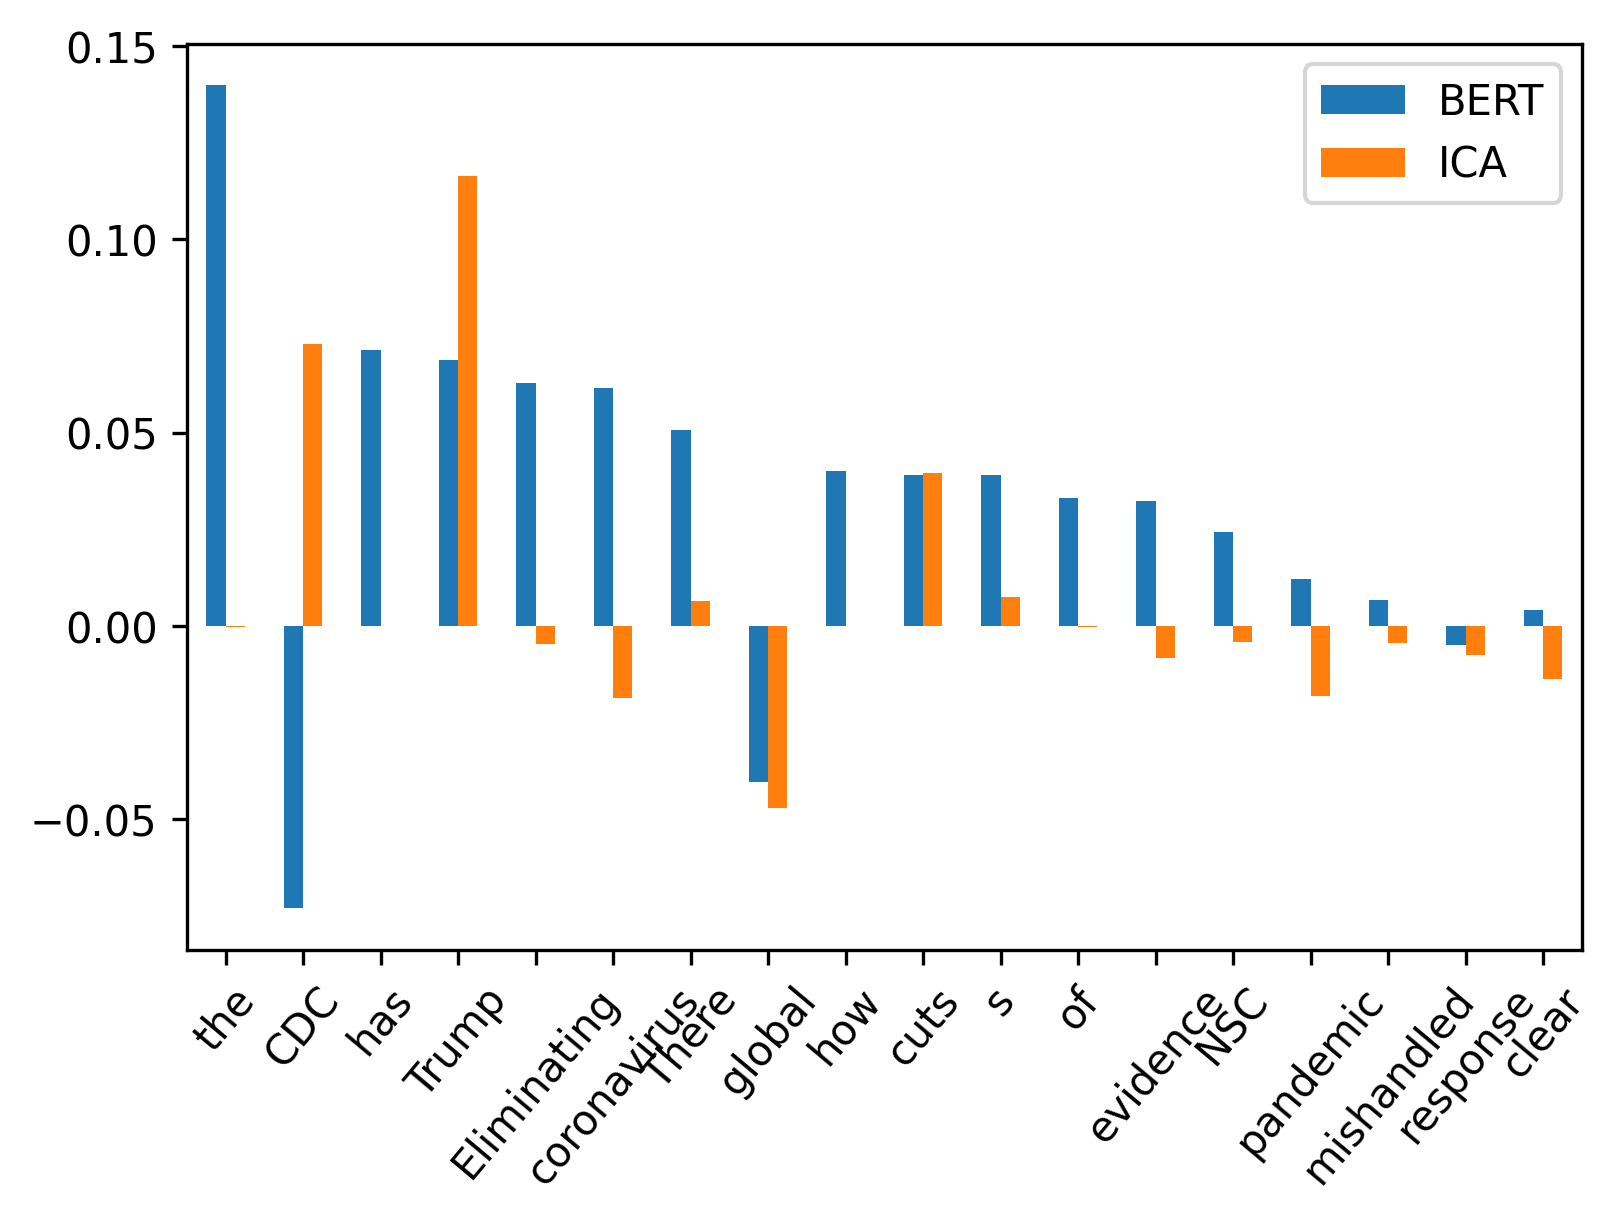 0.15
0.10
0.05
0.00
−0.05
BERT
ICA
the
CDC
has
Trump
Eliminating
coronavirus
There
global
how
cuts
s
of
evidence
NSC
pandemic
mishandled
response
clear